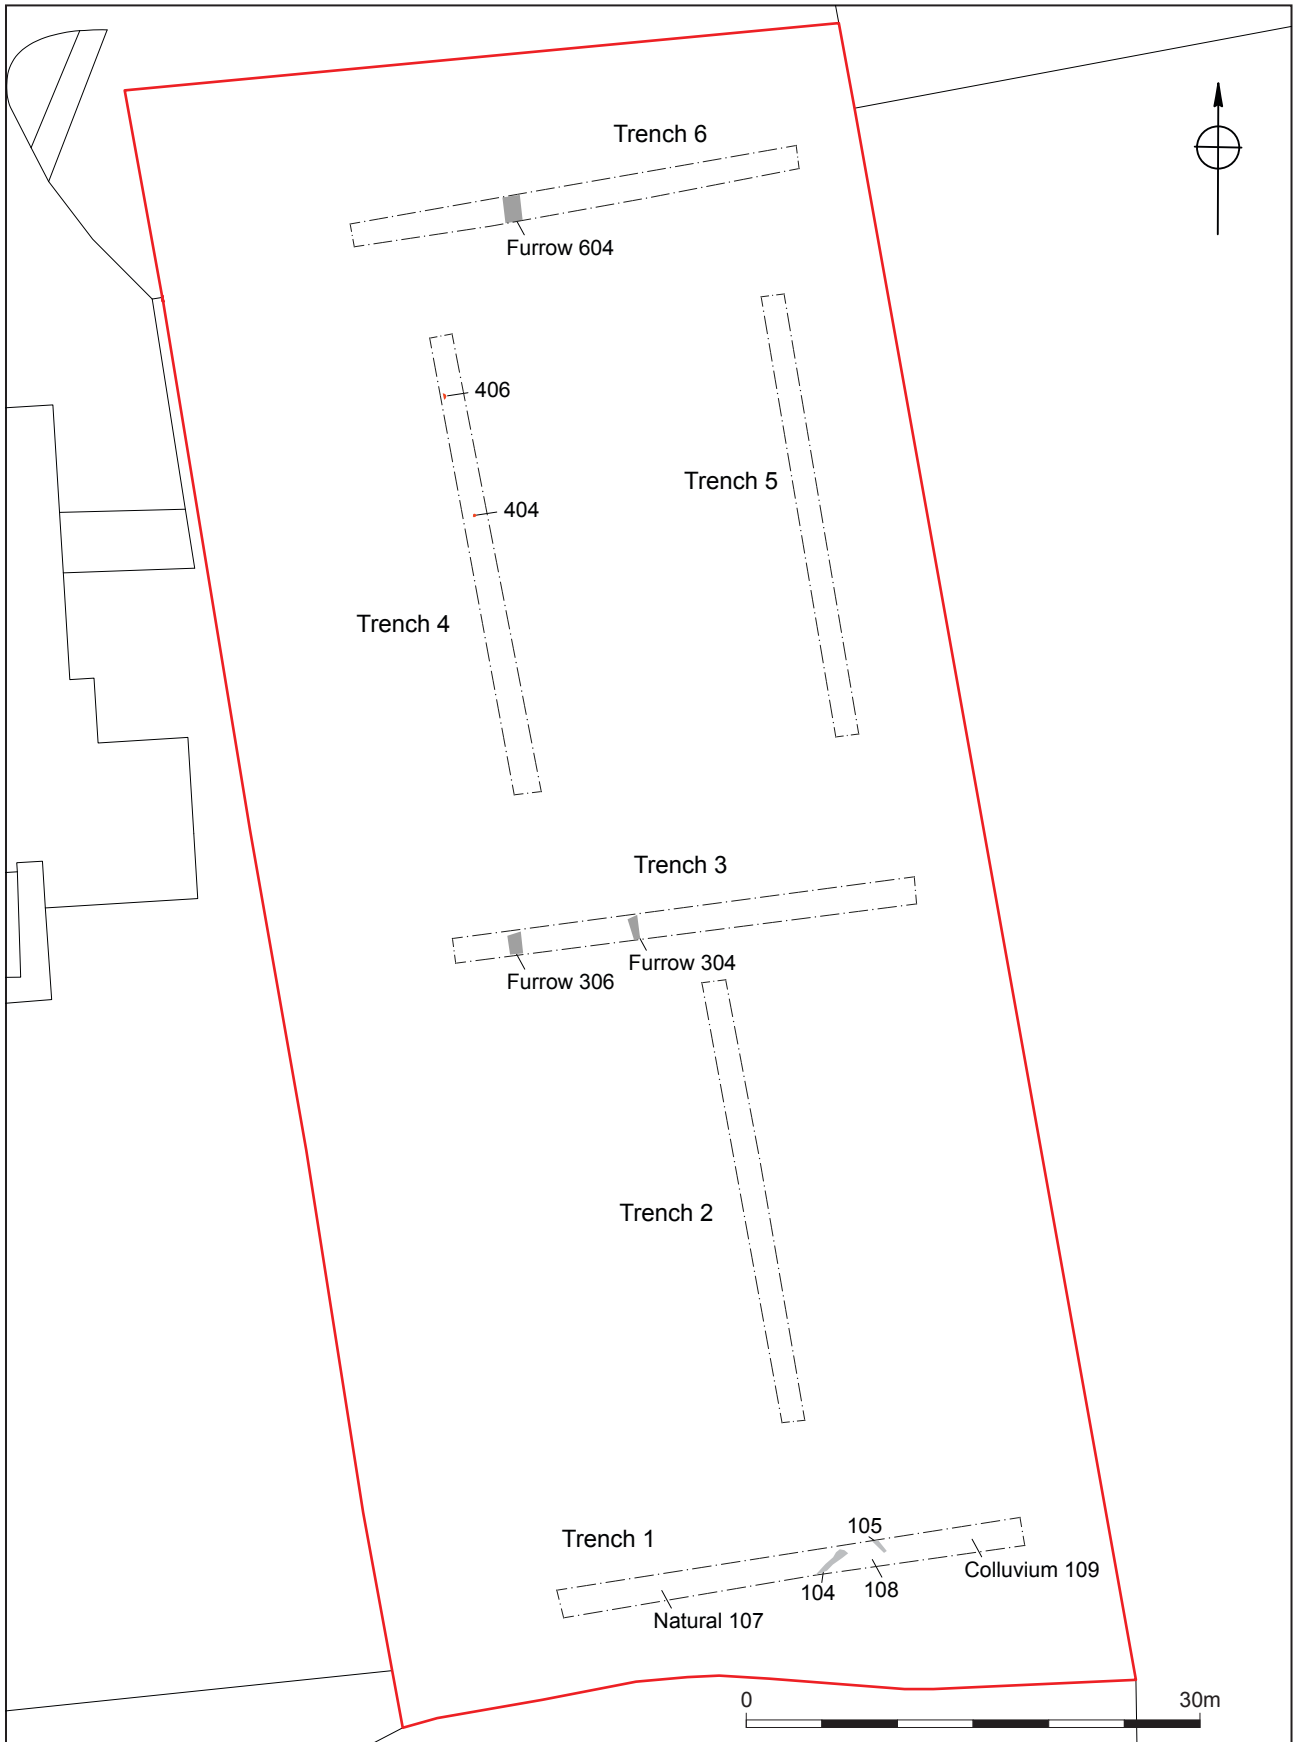 Trench 6
Furrow 604
406
Trench 5
404
Trench 4
Trench 3
Furrow 304
Furrow 306
Trench 2
105
Trench 1
Colluvium 109
104
108
Natural 107
0
30m